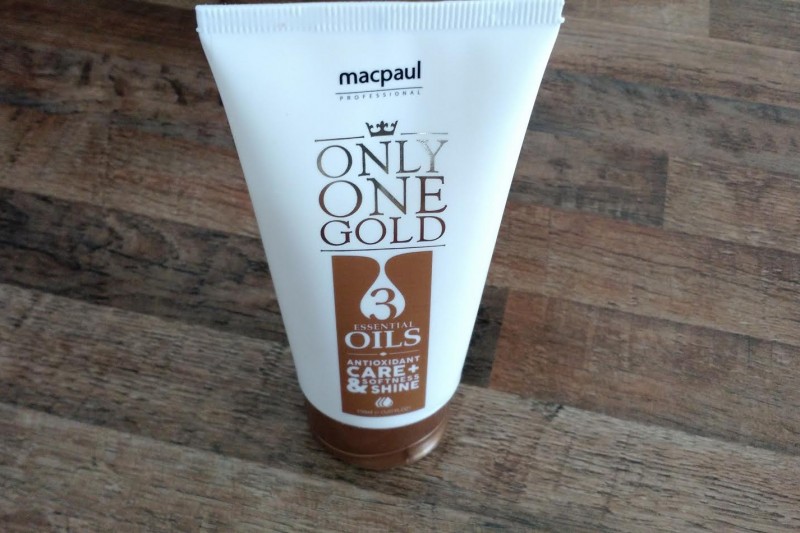 macpaul
PROFESSIONAL
ONLY
ONE
GOLD
3
ESSENTIAL
OILS
ANTIOXIDANT
CARE +
& SOFTNESS
SHINE